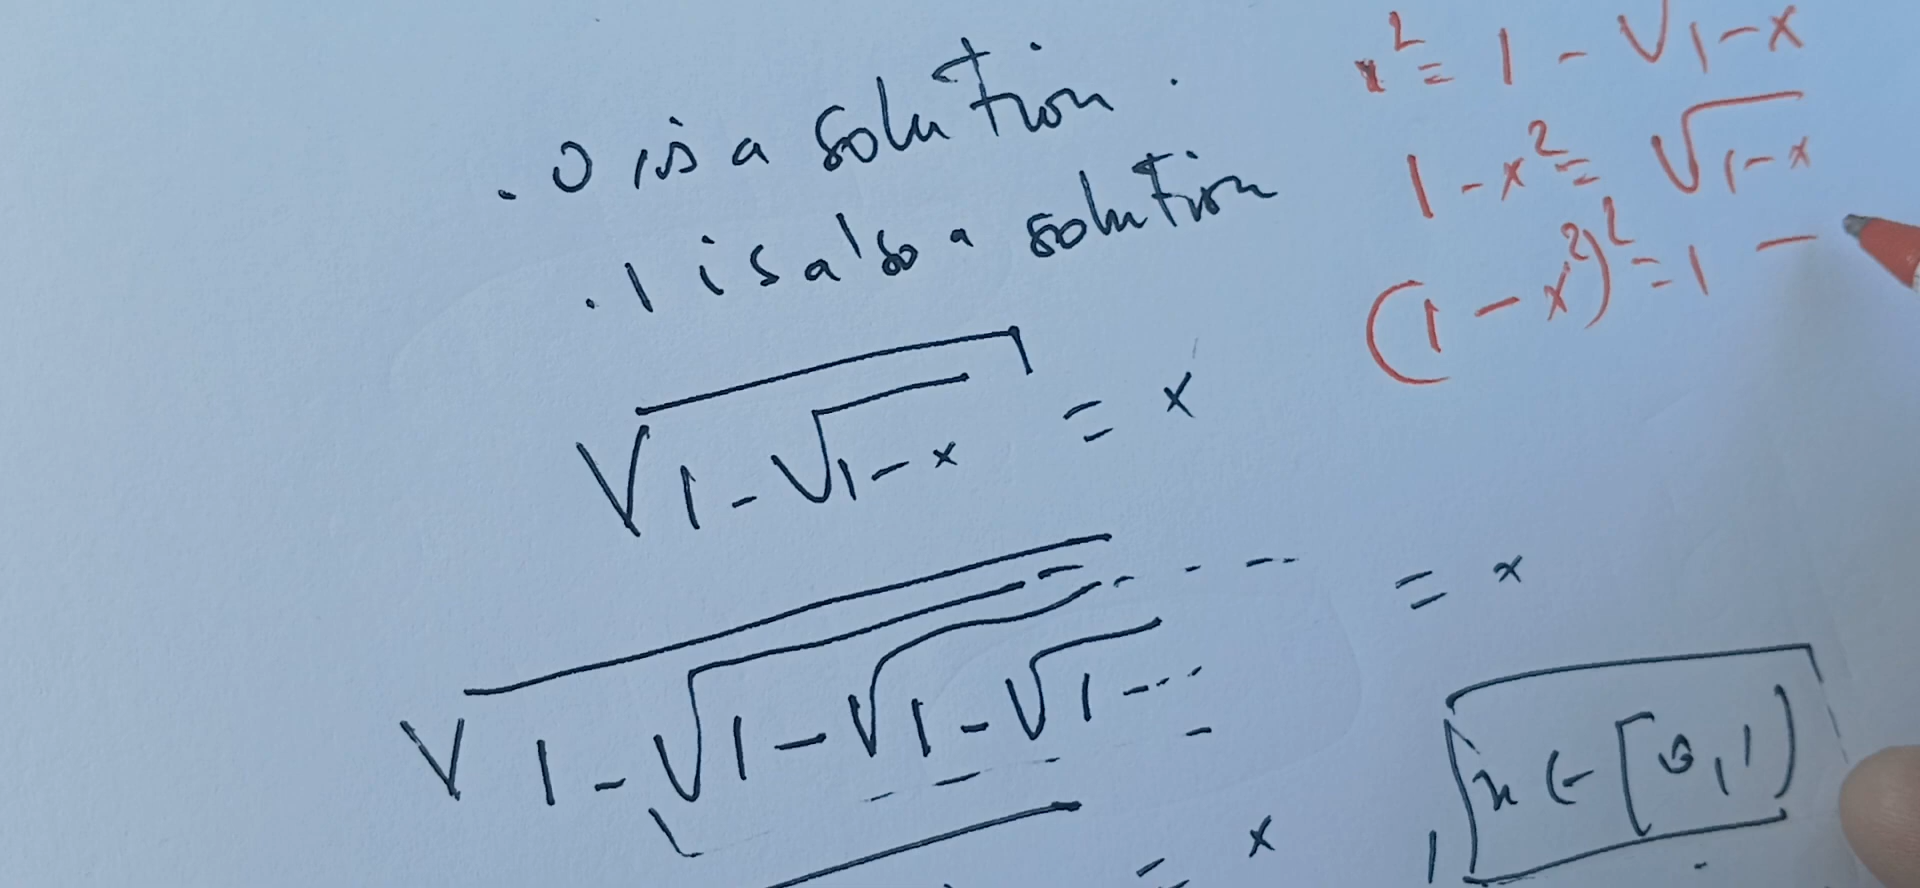 . 0 is a solution.
. 1 is also a solution
√(1-√(1-x)) = x
√(1-√(1-√(1-√(1-... = x
= x
x ∈ [0,1)
x² = 1 - √1-x
1-x² = √(1-x)
(1-x²)² = 1 -